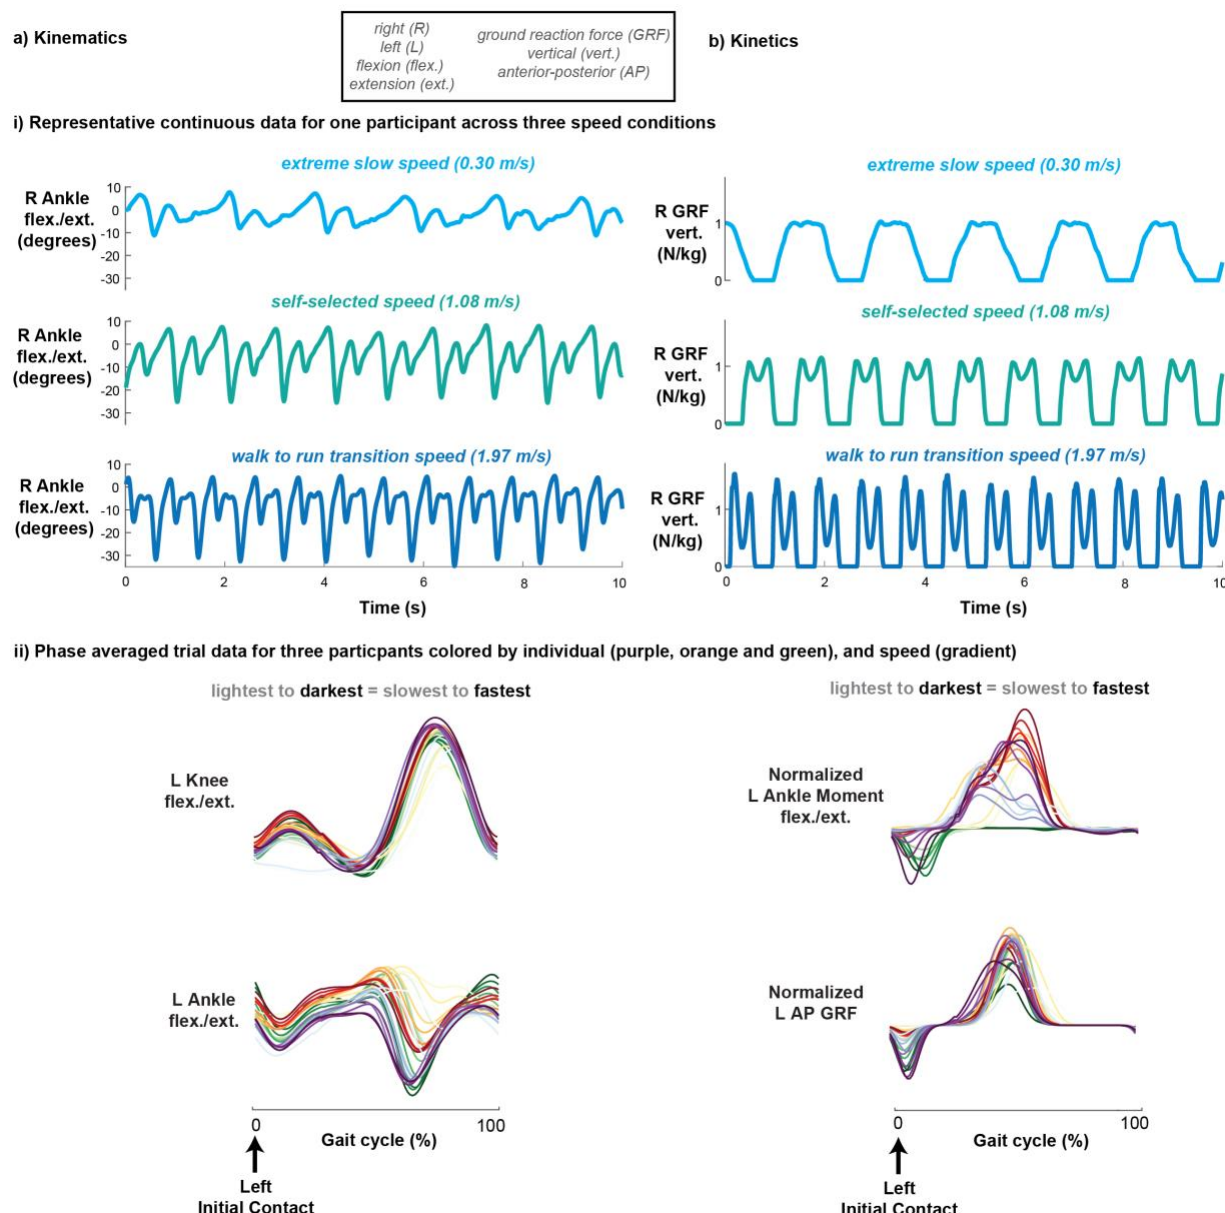 a) Kinematics
right (R)
left (L)
flexion (flex.)
extension (ext.)
ground reaction force (GRF)
vertical (vert.)
anterior-posterior (AP)
b) Kinetics
i) Representative continuous data for one participant across three speed conditions
extreme slow speed (0.30 m/s)
R Ankle
flex./ext.
(degrees)
10
0
-10
-20
-30
self-selected speed (1.08 m/s)
R Ankle
flex./ext.
(degrees)
10
0
-10
-20
-30
walk to run transition speed (1.97 m/s)
R Ankle
flex./ext.
(degrees)
10
0
-10
-20
-30
0
2
4
6
8
10
Time (s)
extreme slow speed (0.30 m/s)
R GRF
vert.
(N/kg)
1
0
self-selected speed (1.08 m/s)
R GRF
vert.
(N/kg)
1
0
walk to run transition speed (1.97 m/s)
R GRF
vert.
(N/kg)
1
0
0
2
4
6
8
10
Time (s)
ii) Phase averaged trial data for three particpants colored by individual (purple, orange and green), and speed (gradient)
lightest to darkest = slowest to fastest
L Knee
flex./ext.
L Ankle
flex./ext.
0
100
Gait cycle (%)
Left
Initial Contact
lightest to darkest = slowest to fastest
Normalized
L Ankle Moment
flex./ext.
Normalized
L AP GRF
0
100
Gait cycle (%)
Left
Initial Contact